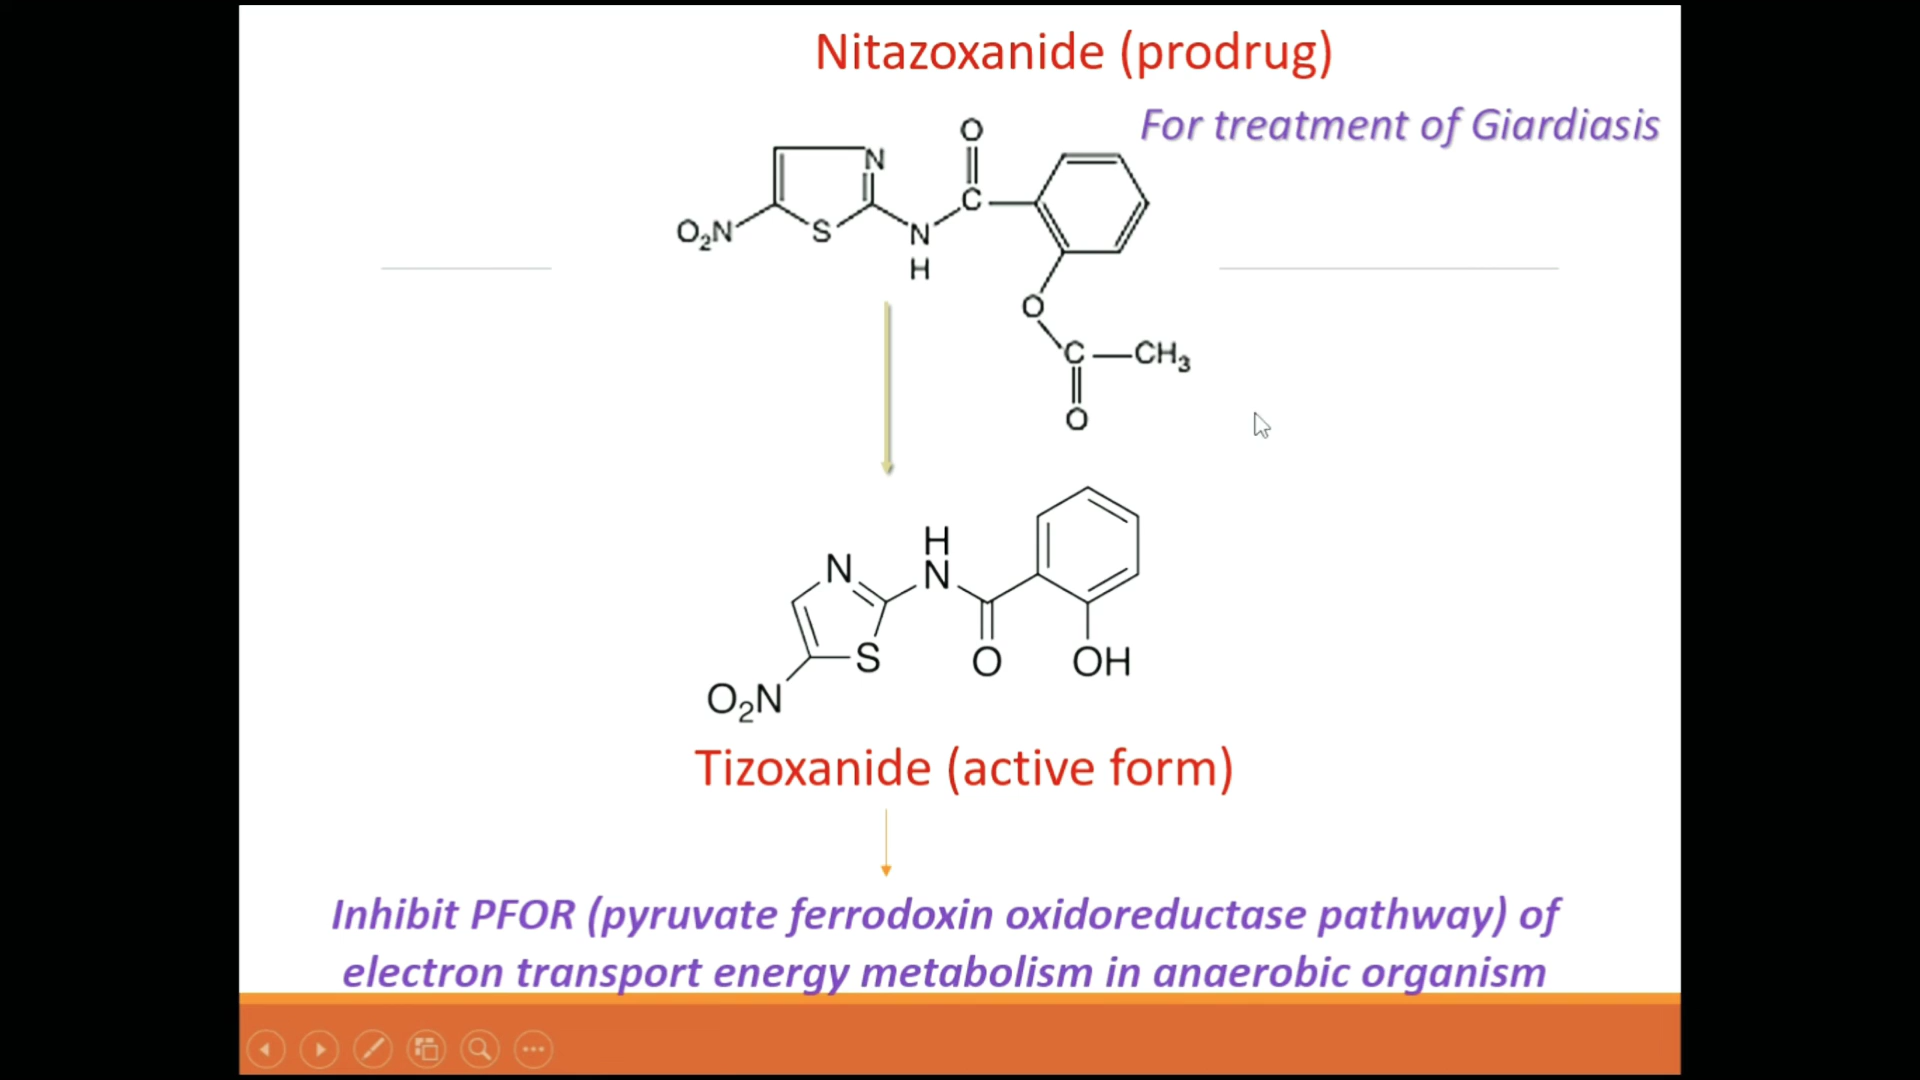 Nitazoxanide (prodrug)
For treatment of Giardiasis
O
N
C
O₂N
S
N
H
O
C—CH₃
O
H
N
N
S
O
OH
O₂N
Tizoxanide (active form)
Inhibit PFOR (pyruvate ferrodoxin oxidoreductase pathway) of
electron transport energy metabolism in anaerobic organism